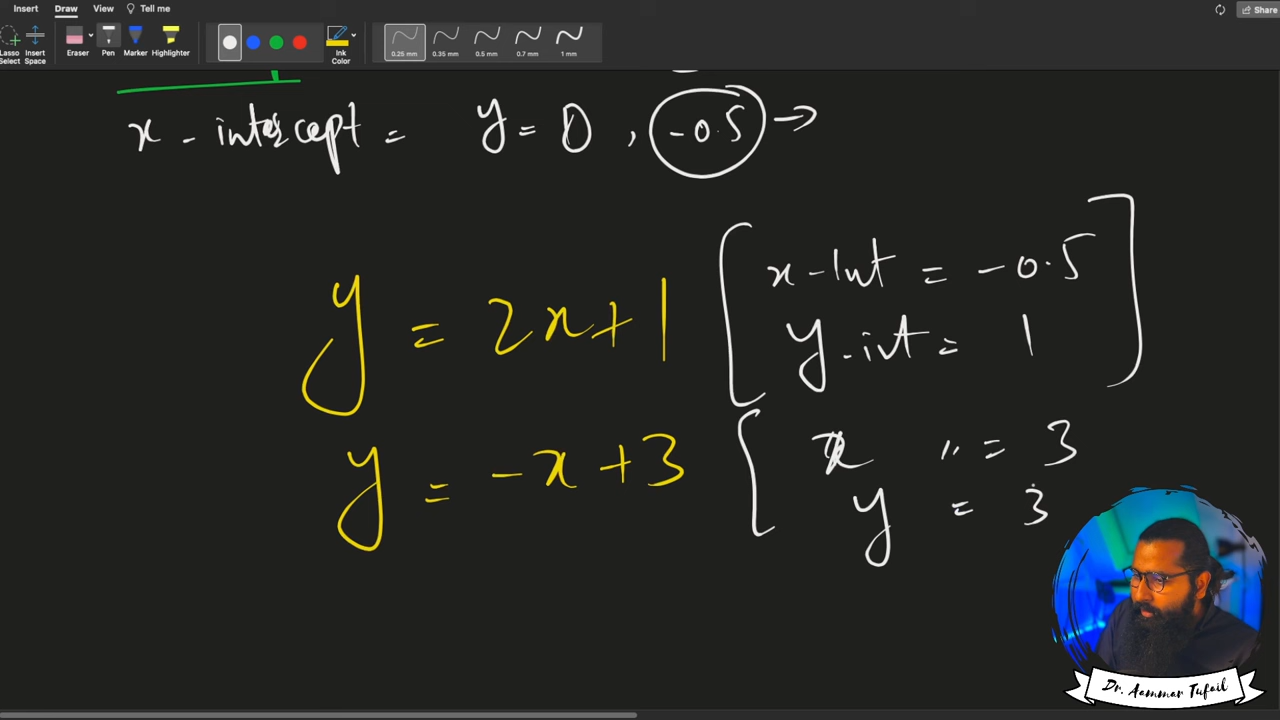 Insert Draw View Tell me
Share
Lasso Select
Insert Space
Eraser
Pen
Marker
Highlighter
Ink Color
0.25 mm
0.35 mm
0.5 mm
0.7 mm
1 mm
x - intercept = y = 0 , -0.5 →
y = 2x+1
x-Int = -0.5
y-int = 1
y = -x+3
x " = 3
y = 3
Dr. Aammar Tufail